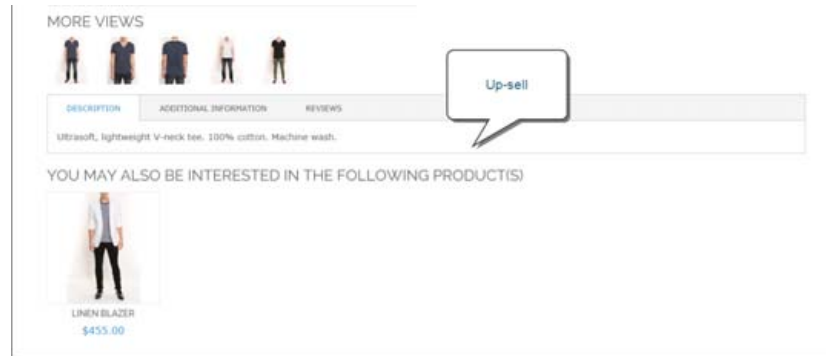 MORE VIEWS
Up-sell
DESCRIPTION ADDITIONAL INFORMATION REVIEWS
Ultrasoft, lightweight V-neck tee. 100% cotton. Machine wash.
YOU MAY ALSO BE INTERESTED IN THE FOLLOWING PRODUCT(S)
LINEN BLAZER
$455.00